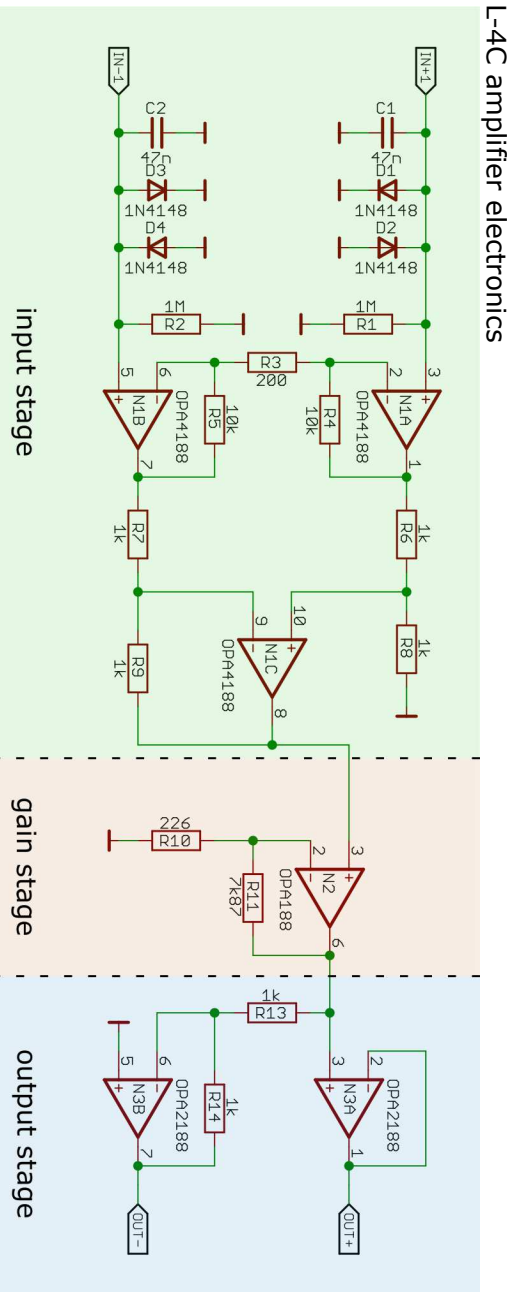 L-4C amplifier electronics
IN+1
C1
47n
D1
1N4148
D2
1N4148
1M
R1
IN-1
C2
47n
D3
1N4148
D4
1N4148
1M
R2
R3
200
3
2
N1A
OPA4188
1
R4
10k
5
6
N1B
OPA4188
7
R5
10k
R6
1k
R8
1k
R7
1k
R9
1k
10
9
N1C
OPA4188
8
input stage
3
2
N2
OPA188
6
226
R10
R11
7k87
gain stage
1k
R13
2
3
N3A
OPA2188
1
OUT+
R14
1k
6
5
N3B
OPA2188
7
OUT-
output stage